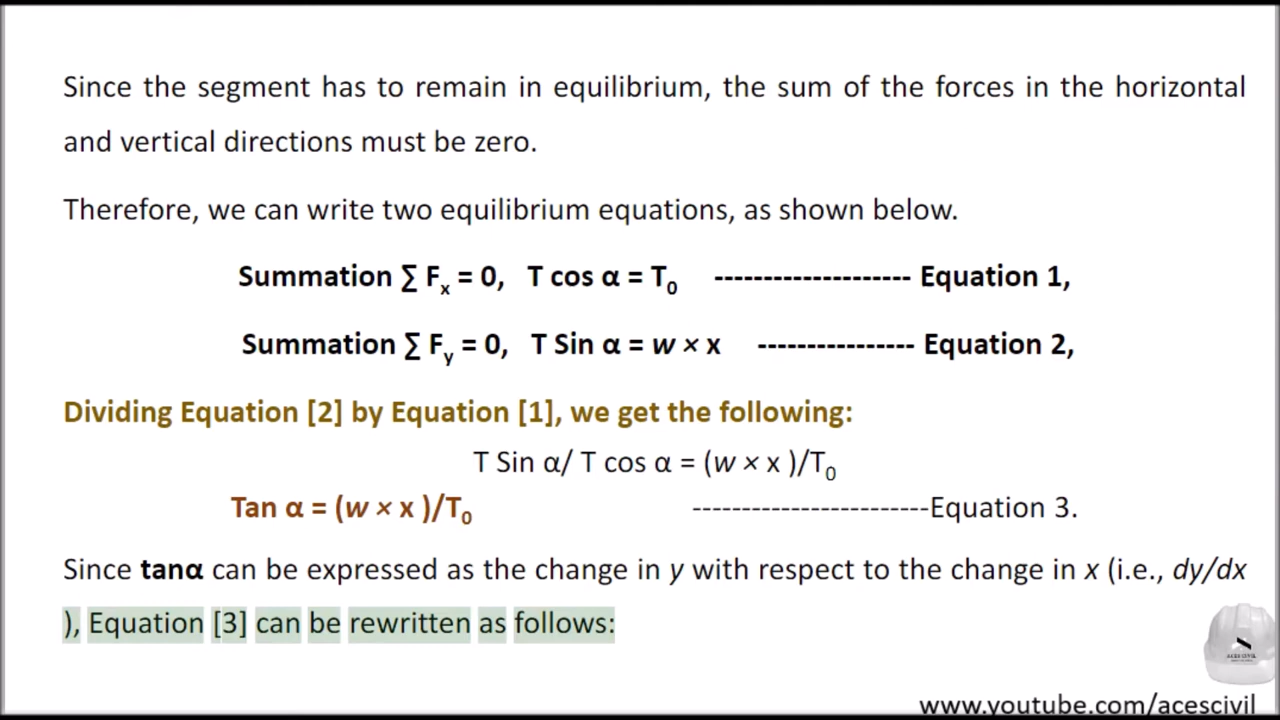 Since the segment has to remain in equilibrium, the sum of the forces in the horizontal
and vertical directions must be zero.
Therefore, we can write two equilibrium equations, as shown below.
Summation ∑ Fx = 0, T cos α = T0 -------------------- Equation 1,
Summation ∑ Fy = 0, T Sin α = w × x ---------------- Equation 2,
Dividing Equation [2] by Equation [1], we get the following:
T Sin α/ T cos α = (w × x )/T0
Tan α = (w × x )/T0 ------------------------Equation 3.
Since tanα can be expressed as the change in y with respect to the change in x (i.e., dy/dx
), Equation [3] can be rewritten as follows:
ACES CIVIL
www.youtube.com/acescivil